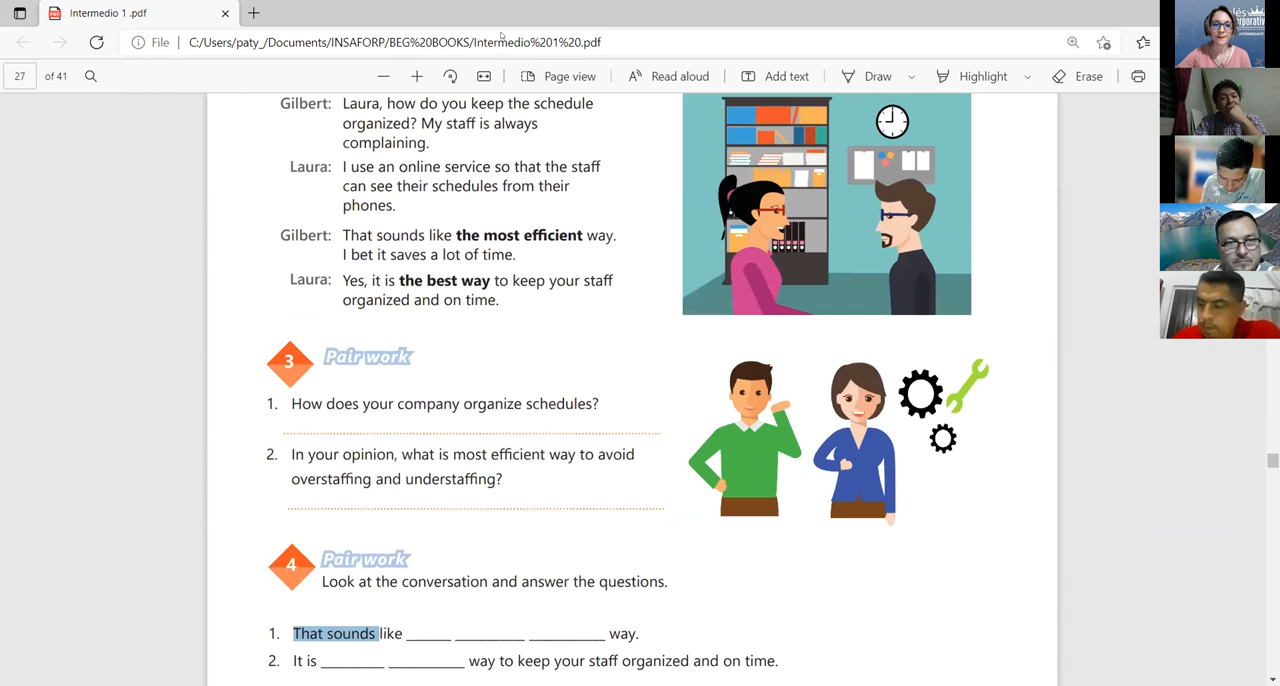 Intermedio 1 .pdf
File
C:/Users/paty_/Documents/INSAFORP/BEG%20BOOKS/Intermedio%201%20.pdf
27 of 41
Page view
Read aloud
Add text
Draw
Highlight
Erase
Gilbert: Laura, how do you keep the schedule
organized? My staff is always
complaining.
Laura: I use an online service so that the staff
can see their schedules from their
phones.
Gilbert: That sounds like the most efficient way.
I bet it saves a lot of time.
Laura: Yes, it is the best way to keep your staff
organized and on time.
3 Pair work
1. How does your company organize schedules?
2. In your opinion, what is most efficient way to avoid
overstaffing and understaffing?
4 Pair work
Look at the conversation and answer the questions.
1. That sounds like ______ _________ __________ way.
2. It is ________ __________ way to keep your staff organized and on time.